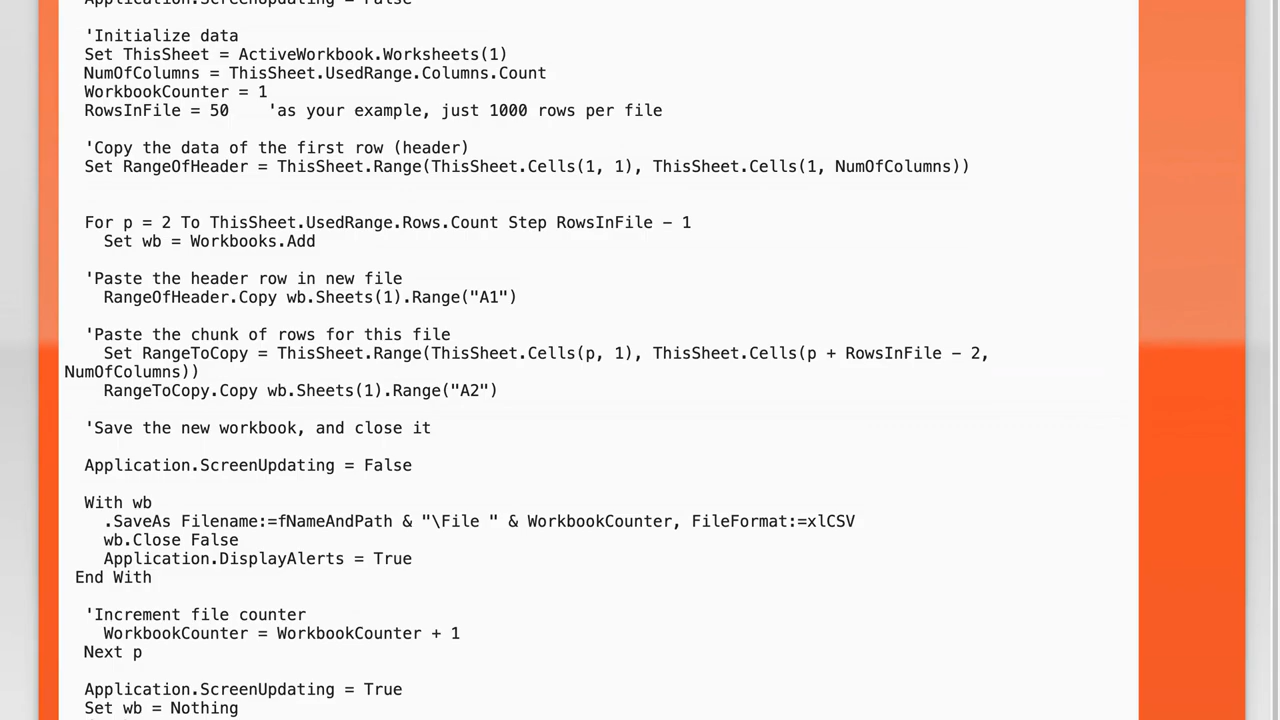 Application.ScreenUpdating = False
'Initialize data
Set ThisSheet = ActiveWorkbook.Worksheets(1)
NumOfColumns = ThisSheet.UsedRange.Columns.Count
WorkbookCounter = 1
RowsInFile = 50    'as your example, just 1000 rows per file
'Copy the data of the first row (header)
Set RangeOfHeader = ThisSheet.Range(ThisSheet.Cells(1, 1), ThisSheet.Cells(1, NumOfColumns))
For p = 2 To ThisSheet.UsedRange.Rows.Count Step RowsInFile - 1
Set wb = Workbooks.Add
'Paste the header row in new file
RangeOfHeader.Copy wb.Sheets(1).Range("A1")
'Paste the chunk of rows for this file
Set RangeToCopy = ThisSheet.Range(ThisSheet.Cells(p, 1), ThisSheet.Cells(p + RowsInFile - 2,
NumOfColumns))
RangeToCopy.Copy wb.Sheets(1).Range("A2")
'Save the new workbook, and close it
Application.ScreenUpdating = False
With wb
.SaveAs Filename:=fNameAndPath & "\File " & WorkbookCounter, FileFormat:=xlCSV
wb.Close False
Application.DisplayAlerts = True
End With
'Increment file counter
WorkbookCounter = WorkbookCounter + 1
Next p
Application.ScreenUpdating = True
Set wb = Nothing